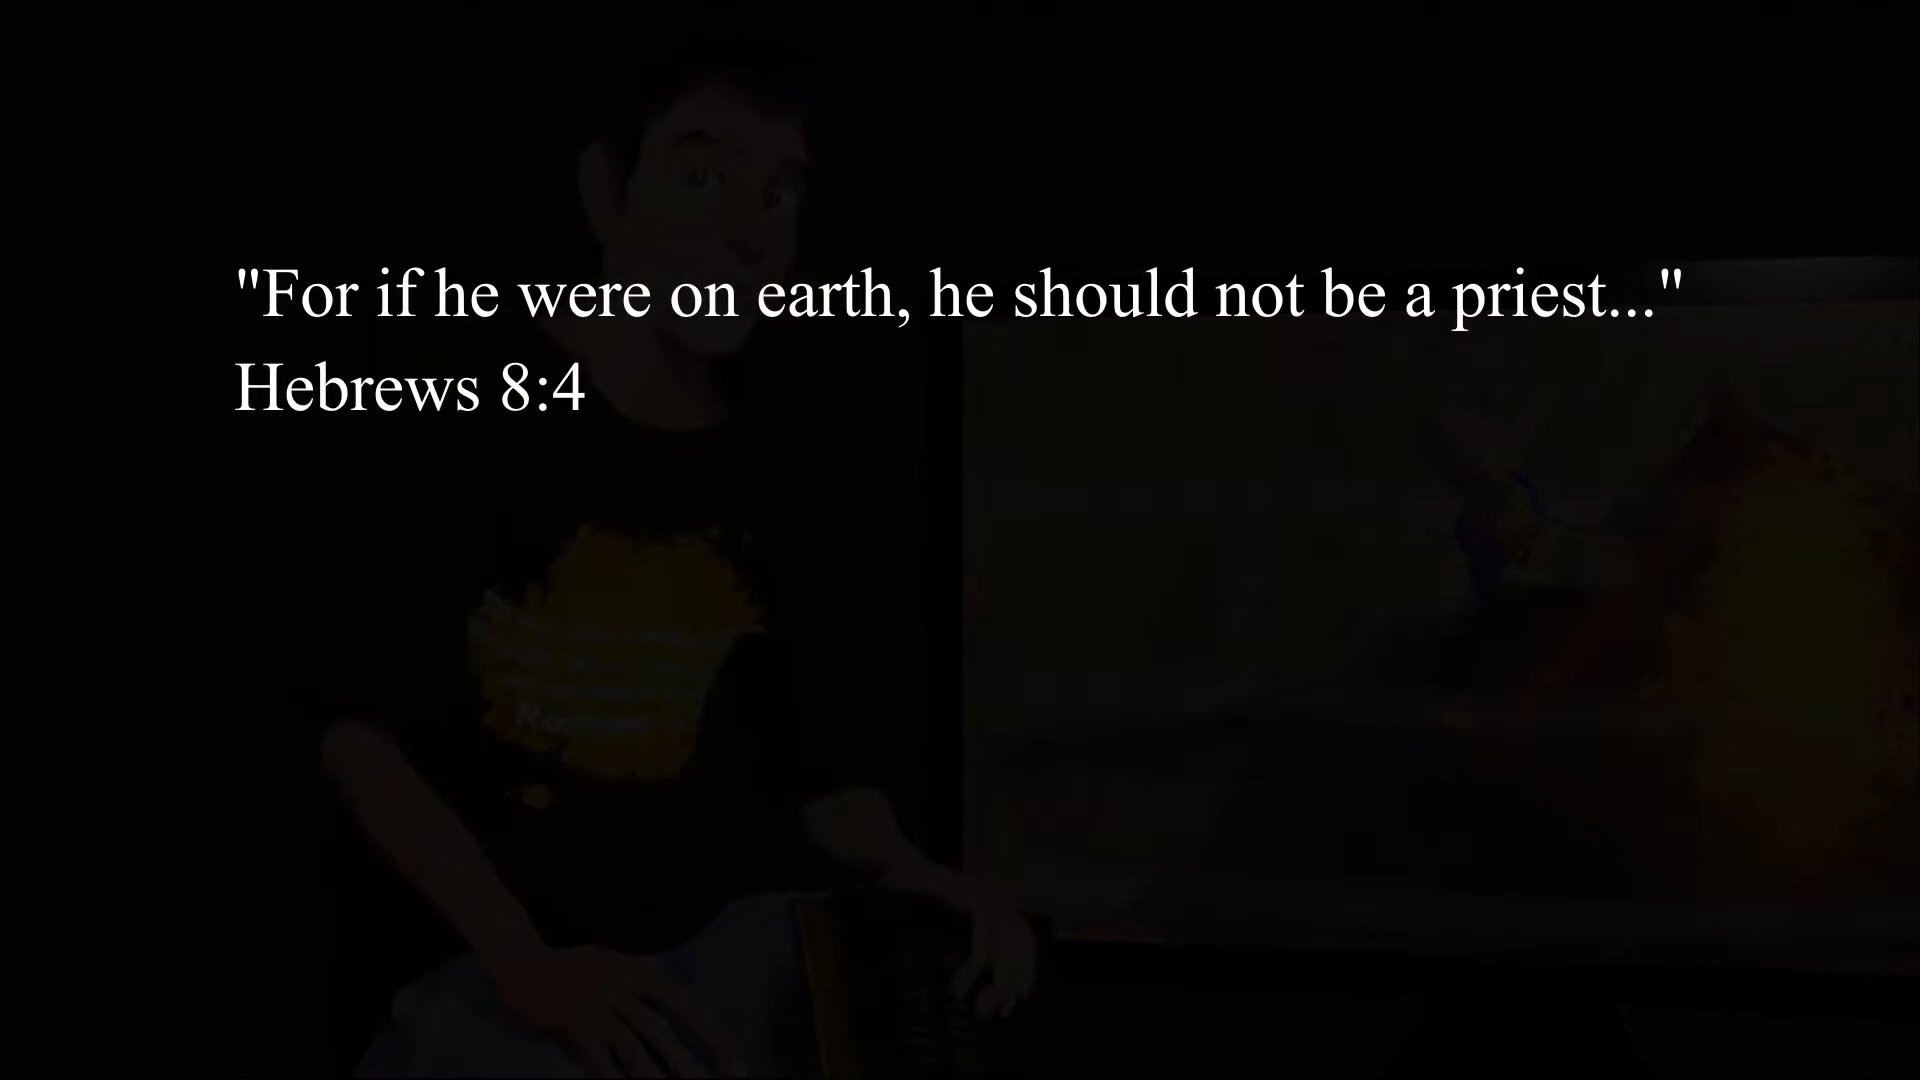 "For if he were on earth, he should not be a priest..."
Hebrews 8:4